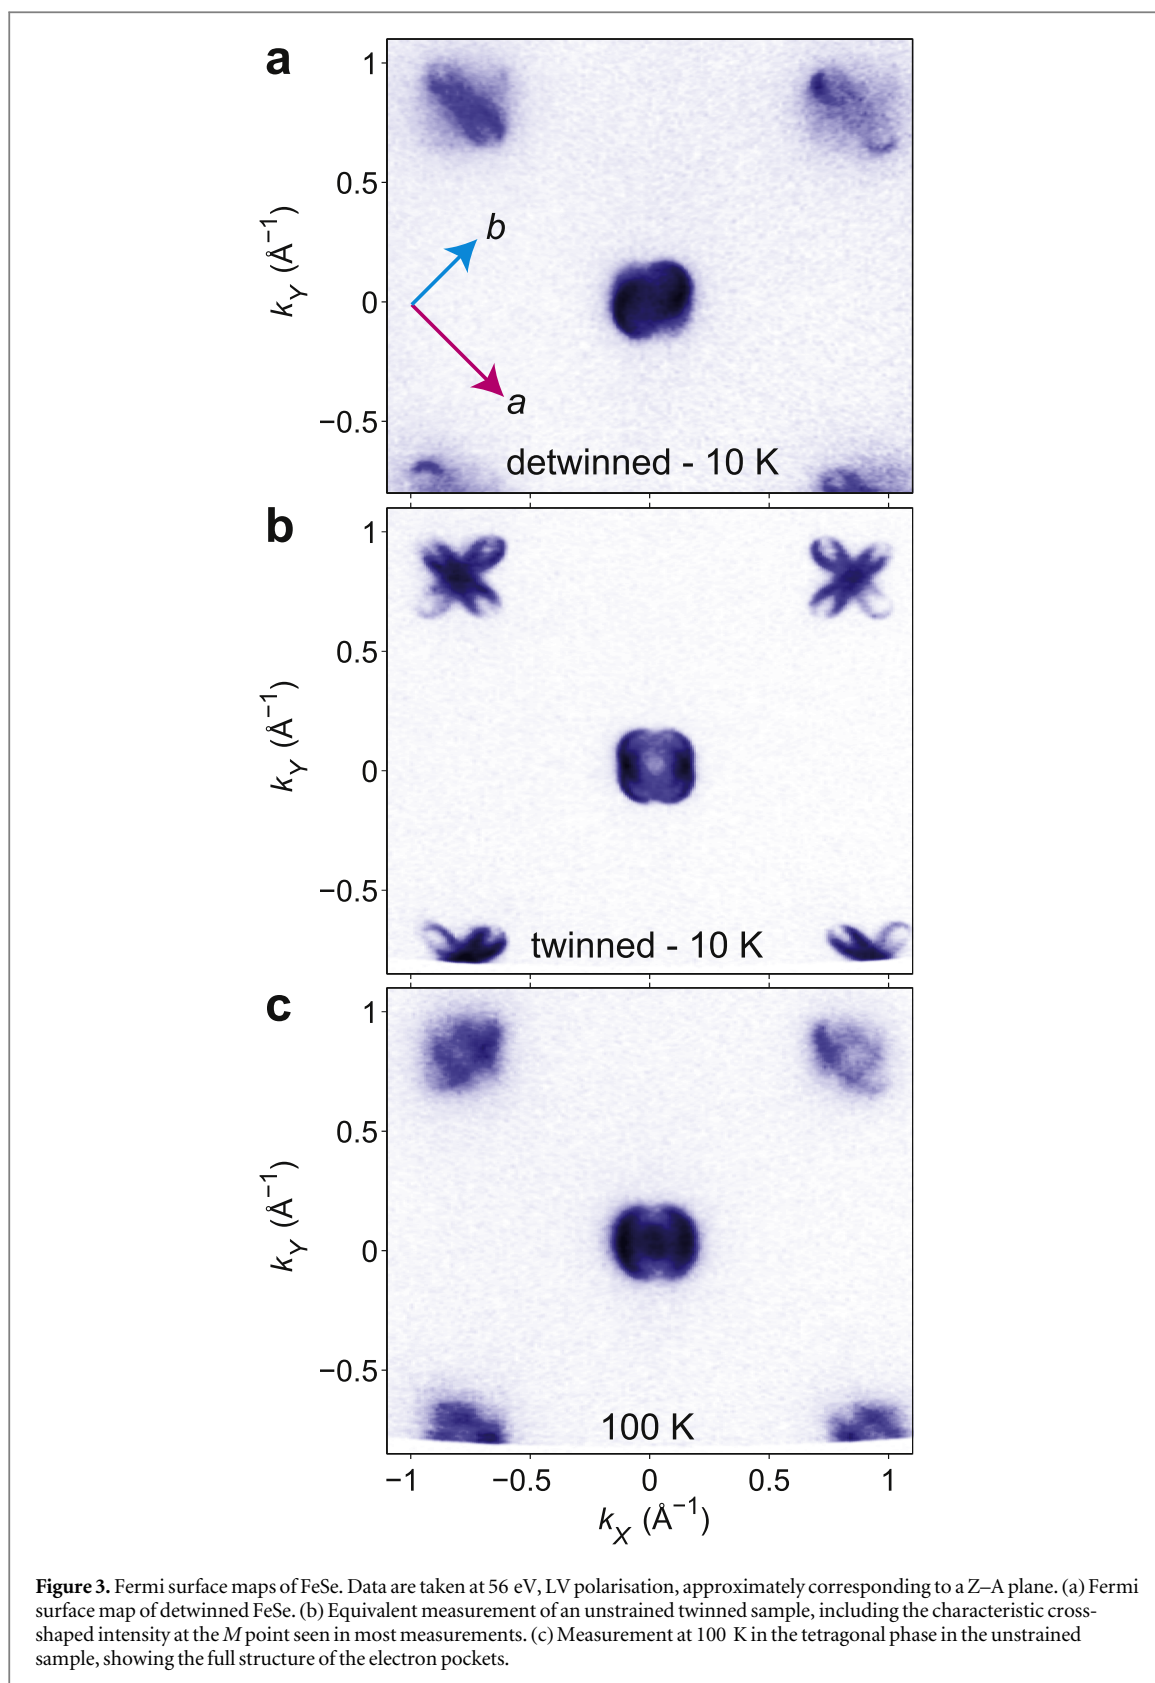 a
1
0.5
0
−0.5
k_Y (Å⁻¹)
b
a
detwinned - 10 K
b
1
0.5
0
−0.5
k_Y (Å⁻¹)
twinned - 10 K
c
1
0.5
0
−0.5
k_Y (Å⁻¹)
100 K
−1 −0.5 0 0.5 1
k_X (Å⁻¹)
Figure 3. Fermi surface maps of FeSe. Data are taken at 56 eV, LV polarisation, approximately corresponding to a Z–A plane. (a) Fermi
surface map of detwinned FeSe. (b) Equivalent measurement of an unstrained twinned sample, including the characteristic cross-
shaped intensity at the M point seen in most measurements. (c) Measurement at 100 K in the tetragonal phase in the unstrained
sample, showing the full structure of the electron pockets.